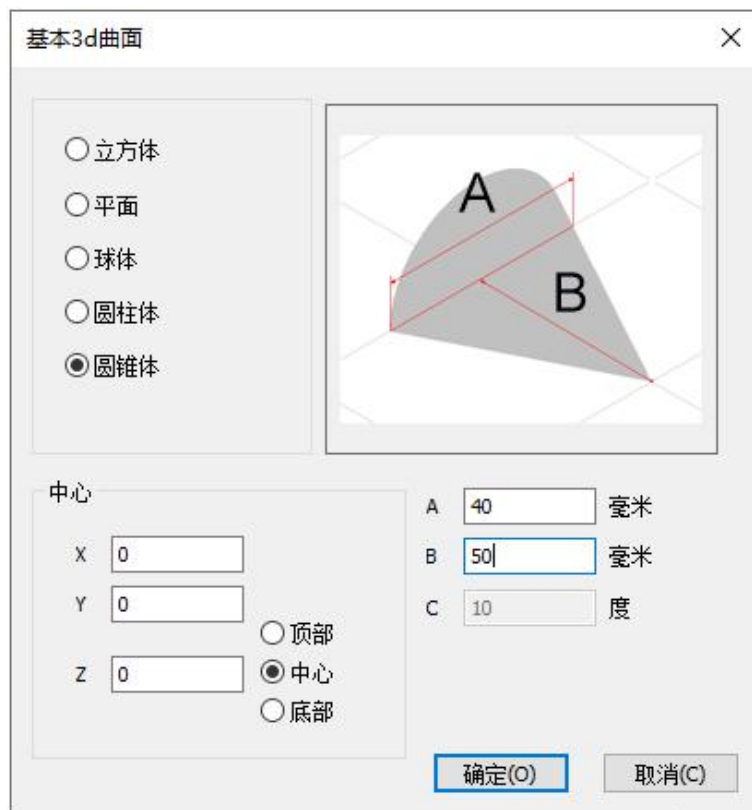 基本3d曲面
立方体
平面
球体
圆柱体
圆锥体
A
B
中心
X 0
Y 0
Z 0
顶部
中心
底部
A 40 毫米
B 50 毫米
C 10 度
确定(O)
取消(C)